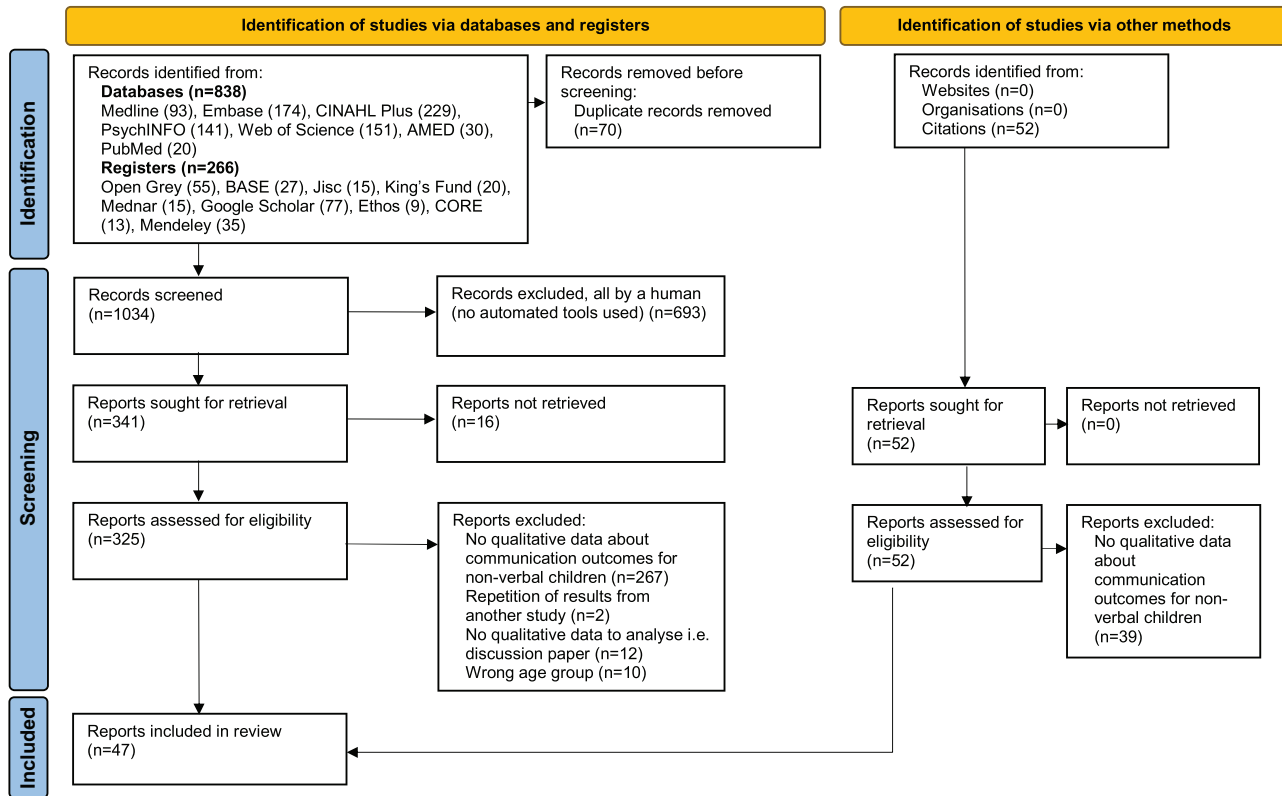 Identification of studies via databases and registers
Identification of studies via other methods
Identification
Records identified from:
Databases (n=838)
Medline (93), Embase (174), CINAHL Plus (229),
PsychINFO (141), Web of Science (151), AMED (30),
PubMed (20)
Registers (n=266)
Open Grey (55), BASE (27), Jisc (15), King's Fund (20),
Mednar (15), Google Scholar (77), Ethos (9), CORE
(13), Mendeley (35)
Records removed before
screening:
Duplicate records removed
(n=70)
Records identified from:
Websites (n=0)
Organisations (n=0)
Citations (n=52)
Screening
Records screened
(n=1034)
Records excluded, all by a human
(no automated tools used) (n=693)
Reports sought for retrieval
(n=341)
Reports not retrieved
(n=16)
Reports sought for
retrieval
(n=52)
Reports not retrieved
(n=0)
Reports assessed for eligibility
(n=325)
Reports excluded:
No qualitative data about
communication outcomes for
non-verbal children (n=267)
Repetition of results from
another study (n=2)
No qualitative data to analyse i.e.
discussion paper (n=12)
Wrong age group (n=10)
Reports assessed for
eligibility
(n=52)
Reports excluded:
No qualitative data
about
communication
outcomes for non-
verbal children
(n=39)
Included
Reports included in review
(n=47)